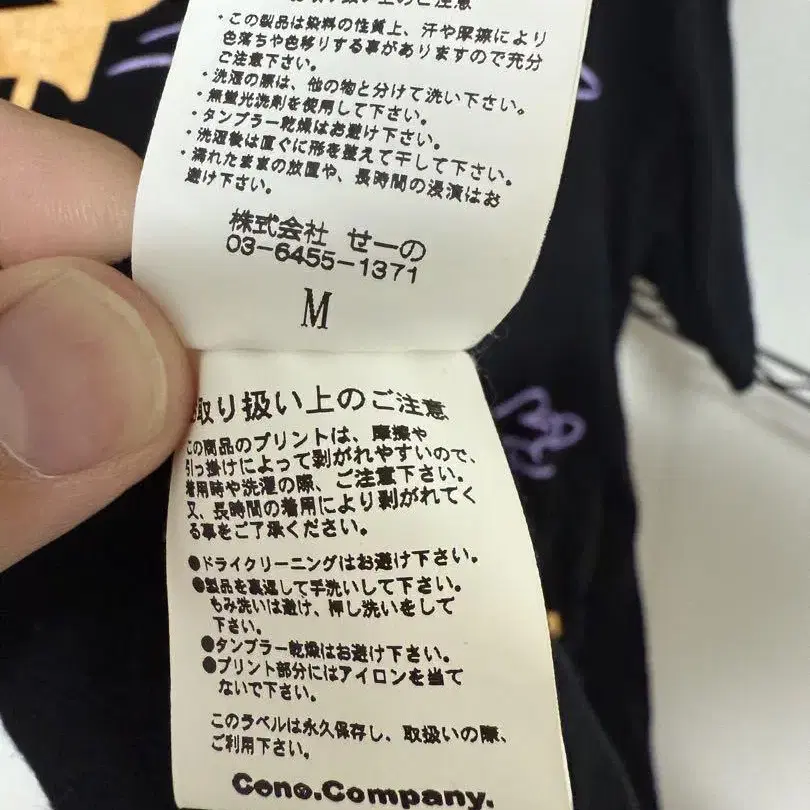 お取り扱い上のご注意
・この製品は染料の性質上、汗や摩擦により
色落ちや色移りする事がありますので充分
ご注意下さい。
・洗濯の際は、他の物と分けて洗い下さい。
・無蛍光洗剤を使用して下さい。
・タンブラー乾燥はお避け下さい。
・洗濯後は直ぐに形を整えて干して下さい。
・濡れたままの放置や、長時間の浸漬はお
避け下さい。
株式会社 せーの
03-6455-1371
M
取り扱い上のご注意
この商品のプリントは、摩擦や
引っ掛けによって剥がれやすいので、
着用時や洗濯の際、ご注意下さい。
又、長時間の着用により剥がれてく
る事をご了承ください。
●ドライクリーニングはお避け下さい。
●製品を裏返して手洗いして下さい。
もみ洗いは避け、押し洗いをして
下さい。
●タンブラー乾燥はお避け下さい。
●プリント部分にはアイロンを当て
ないで下さい。
このラベルは永久保存し、取扱いの際、
ご利用下さい。
Ceno.Company.